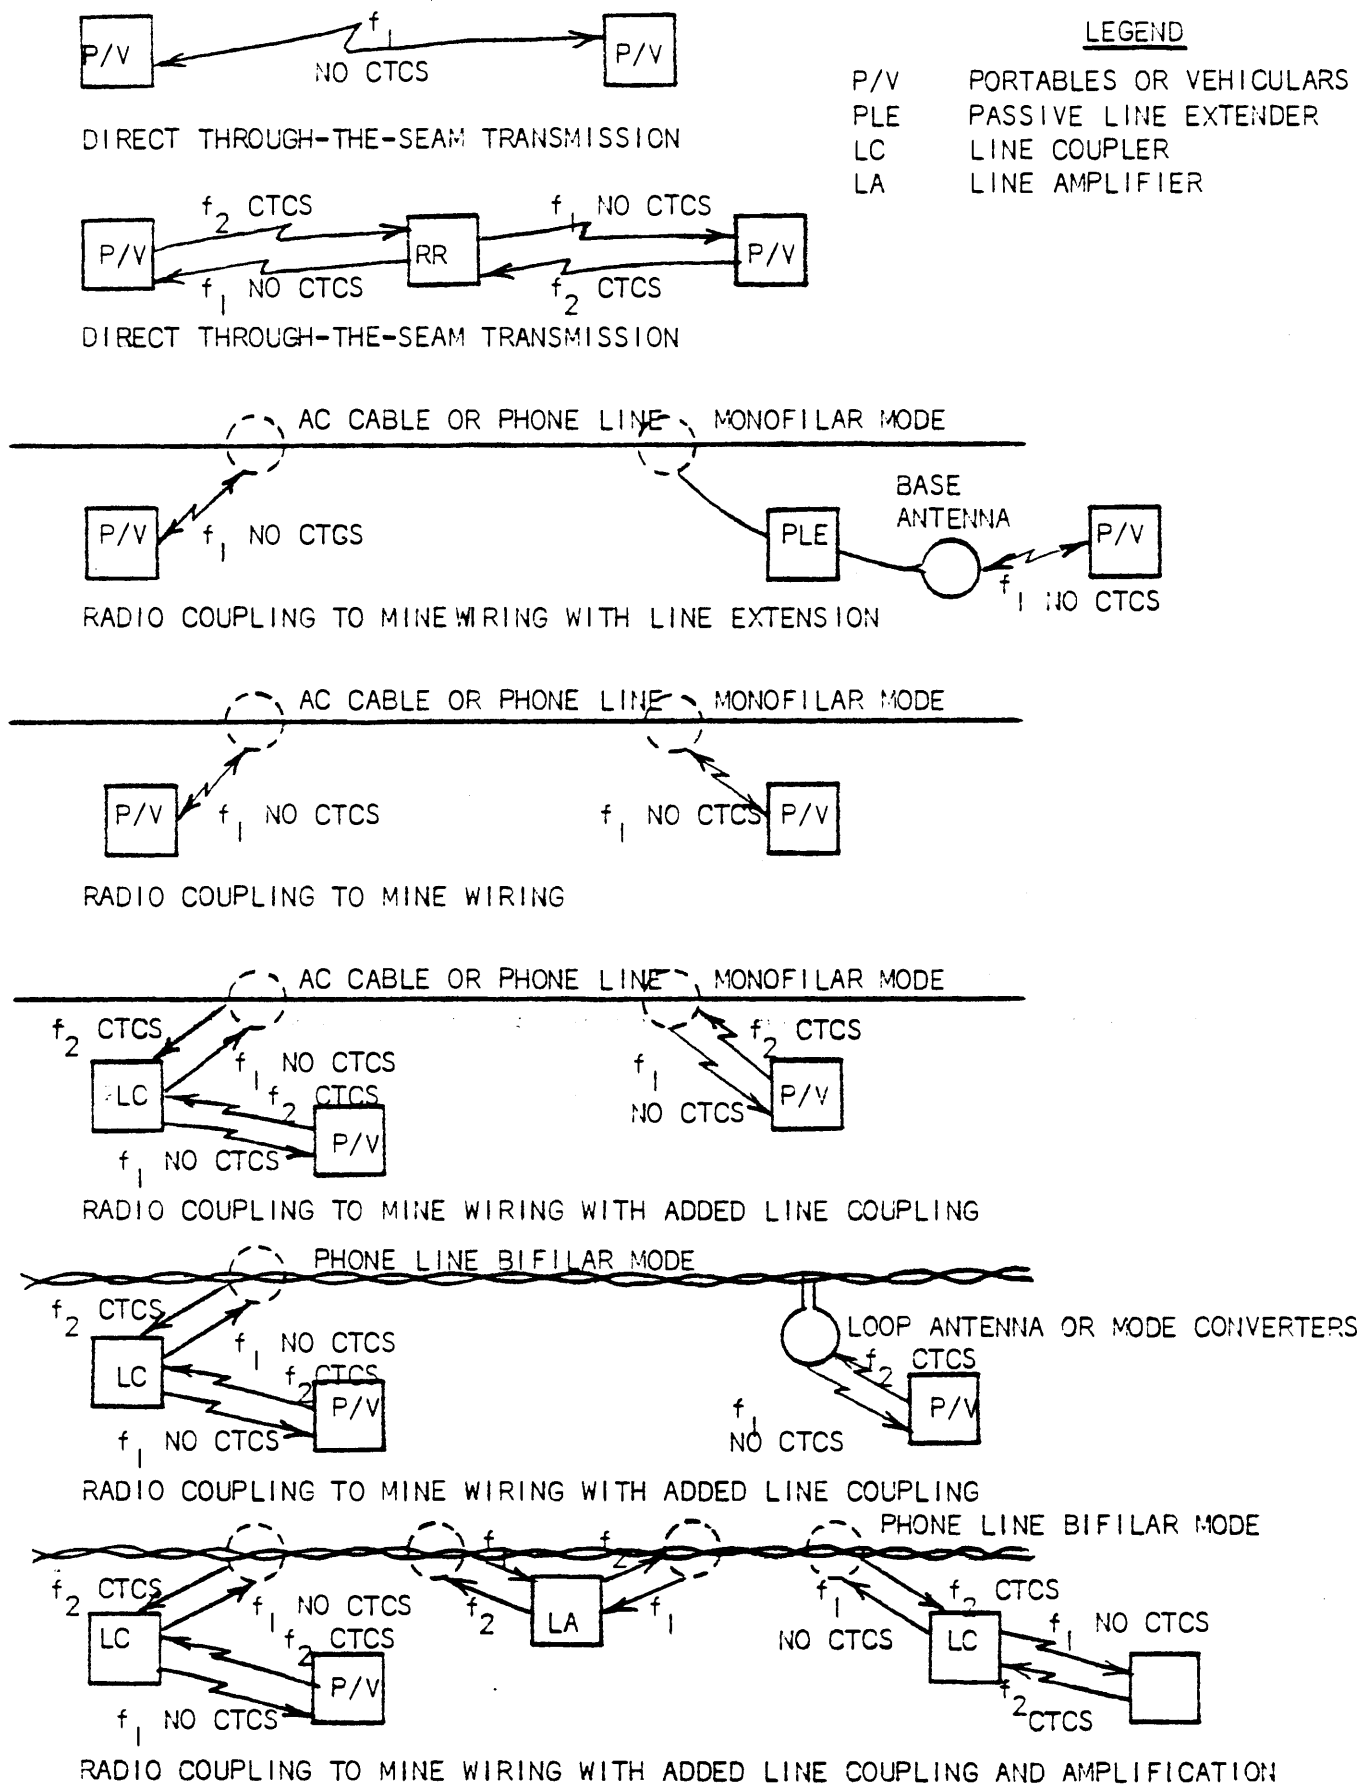 LEGEND
P/V PORTABLES OR VEHICULARS
PLE PASSIVE LINE EXTENDER
LC LINE COUPLER
LA LINE AMPLIFIER
P/V f1 P/V
NO CTCS
DIRECT THROUGH-THE-SEAM TRANSMISSION
f2 CTCS f1 NO CTCS
P/V RR P/V
f1 NO CTCS f2 CTCS
DIRECT THROUGH-THE-SEAM TRANSMISSION
AC CABLE OR PHONE LINE MONOFILAR MODE
BASE
ANTENNA
P/V f1 NO CTGS PLE P/V
f1 NO CTCS
RADIO COUPLING TO MINE WIRING WITH LINE EXTENSION
AC CABLE OR PHONE LINE MONOFILAR MODE
P/V f1 NO CTCS f1 NO CTCS P/V
RADIO COUPLING TO MINE WIRING
AC CABLE OR PHONE LINE MONOFILAR MODE
f2 CTCS f2 CTCS
f1 NO CTCS f1
LC f2 CTCS NO CTCS P/V
P/V
f1 NO CTCS
RADIO COUPLING TO MINE WIRING WITH ADDED LINE COUPLING
PHONE LINE BIFILAR MODE
f2 CTCS LOOP ANTENNA OR MODE CONVERTERS
f1 NO CTCS f2 CTCS
LC f2 CTCS
P/V f1 P/V
f1 NO CTCS NO CTCS
RADIO COUPLING TO MINE WIRING WITH ADDED LINE COUPLING
PHONE LINE BIFILAR MODE
f1 f2
f2 CTCS f2 CTCS
f1 NO CTCS f2 LA f1 f1
LC f2 CTCS NO CTCS LC f1 NO CTCS
P/V f2 CTCS
f1 NO CTCS
RADIO COUPLING TO MINE WIRING WITH ADDED LINE COUPLING AND AMPLIFICATION